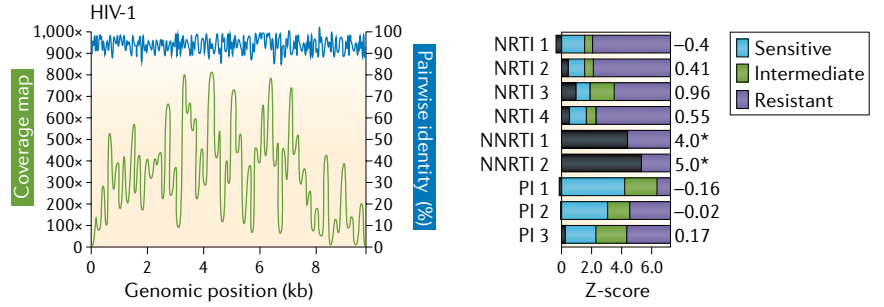 HIV-1
Coverage map
1,000×
900×
800×
700×
600×
500×
400×
300×
200×
100×
0×
100
90
80
70
60
50
40
30
20
10
0
Pairwise identity (%)
0 2 4 6 8
Genomic position (kb)
NRTI 1 –0.4
NRTI 2 0.41
NRTI 3 0.96
NRTI 4 0.55
NNRTI 1 4.0*
NNRTI 2 5.0*
PI 1 –0.16
PI 2 –0.02
PI 3 0.17
0 2.0 4.0 6.0
Z-score
Sensitive
Intermediate
Resistant